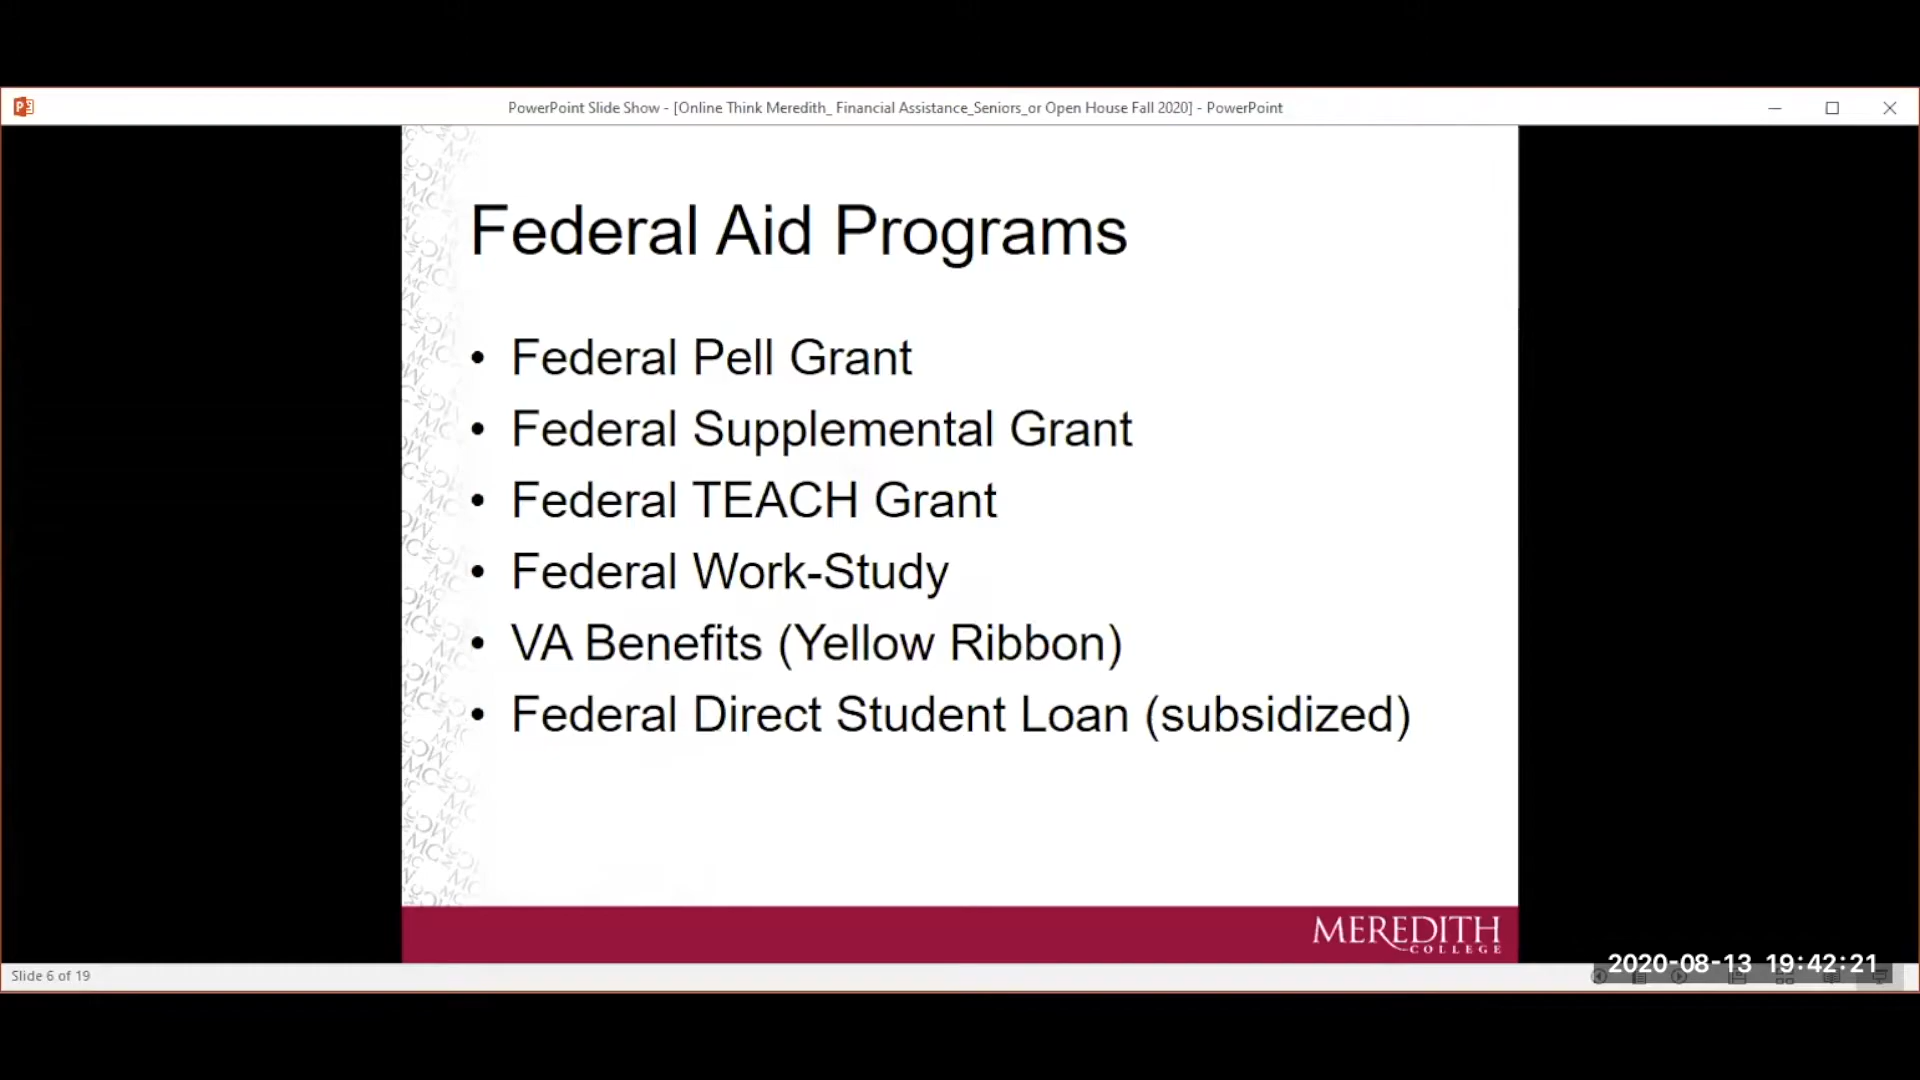 PowerPoint Slide Show - [Online Think Meredith_ Financial Assistance_Seniors_or Open House Fall 2020] - PowerPoint
Federal Aid Programs
• Federal Pell Grant
• Federal Supplemental Grant
• Federal TEACH Grant
• Federal Work-Study
• VA Benefits (Yellow Ribbon)
• Federal Direct Student Loan (subsidized)
MEREDITH
COLLEGE
2020-08-13 19:42:21
Slide 6 of 19